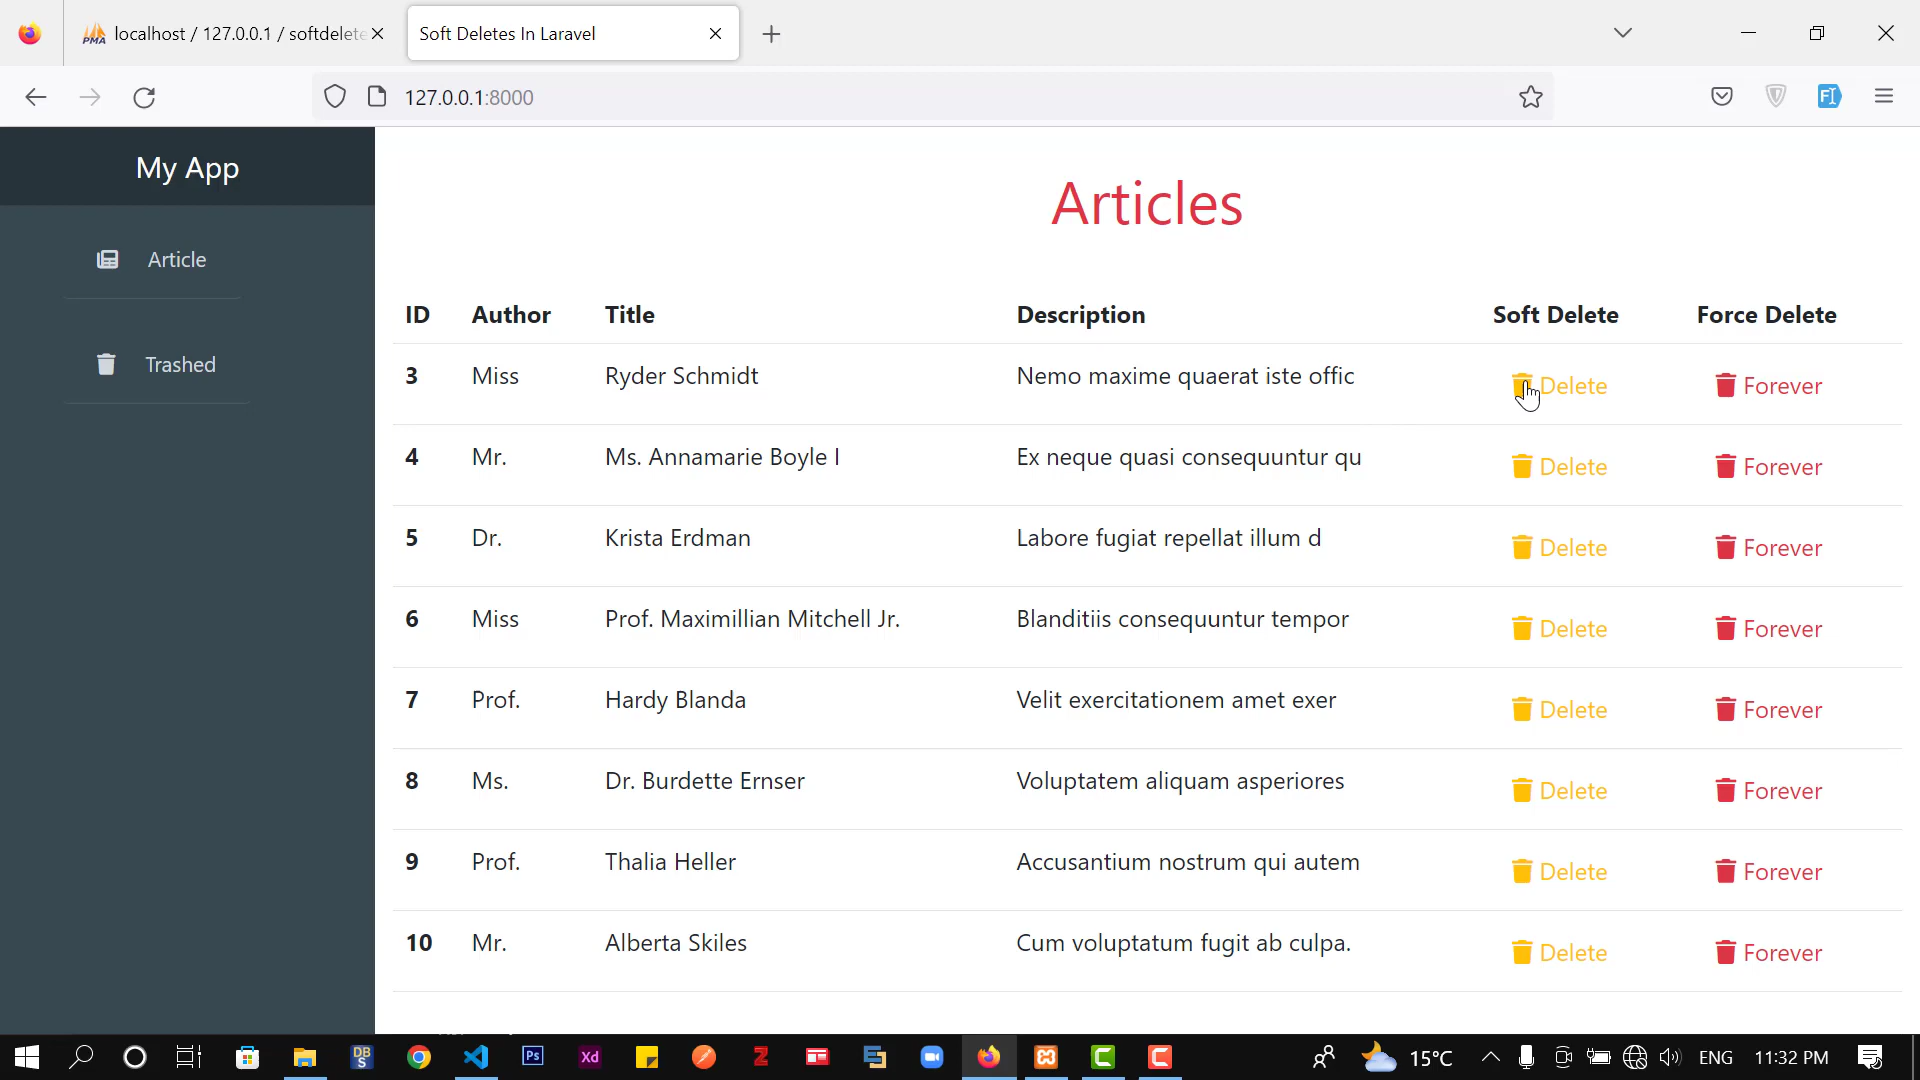 localhost / 127.0.0.1 / softdelete
Soft Deletes In Laravel
127.0.0.1:8000
My App
Article
Trashed
Articles
ID Author Title Description Soft Delete Force Delete
3 Miss Ryder Schmidt Nemo maxime quaerat iste offic Delete Forever
4 Mr. Ms. Annamarie Boyle I Ex neque quasi consequuntur qu Delete Forever
5 Dr. Krista Erdman Labore fugiat repellat illum d Delete Forever
6 Miss Prof. Maximillian Mitchell Jr. Blanditiis consequuntur tempor Delete Forever
7 Prof. Hardy Blanda Velit exercitationem amet exer Delete Forever
8 Ms. Dr. Burdette Ernser Voluptatem aliquam asperiores Delete Forever
9 Prof. Thalia Heller Accusantium nostrum qui autem Delete Forever
10 Mr. Alberta Skiles Cum voluptatum fugit ab culpa. Delete Forever
15°C ENG 11:32 PM